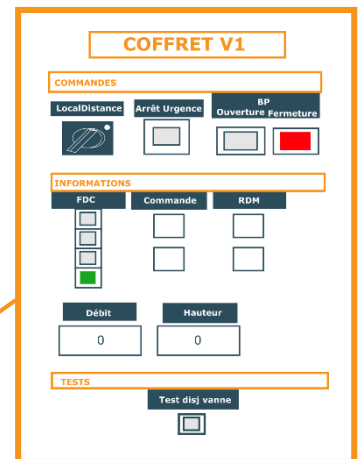 COFFRET V1
COMMANDES
LocalDistance
Arrêt Urgence
BP
Ouverture Fermeture
INFORMATIONS
FDC
Commande
RDM
Débit
Hauteur
0
0
TESTS
Test disj vanne